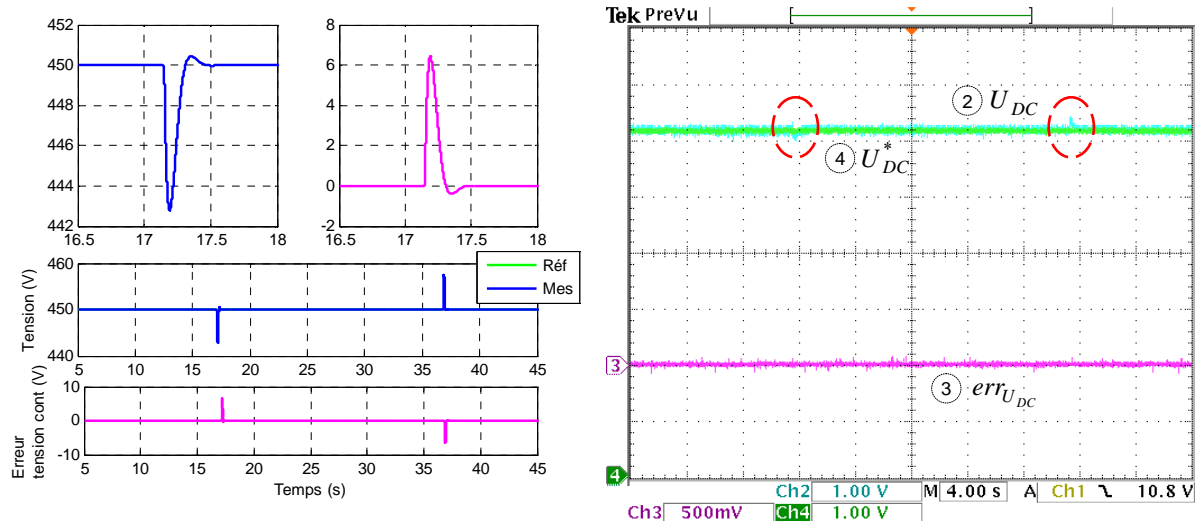 452
450
448
446
444
442
16.5 17 17.5 18
6
4
2
0
-2
16.5 17 17.5 18
Tension (V)
460
450
440
5 10 15 20 25 30 35 40 45
Réf
Mes
Erreur
tension cont (V)
10
0
-10
5 10 15 20 25 30 35 40 45
Temps (s)
Tek PreVu
2 U_DC
4 U*_DC
3
3 err_U_DC
4
Ch2 1.00 V M 4.00 s A Ch1 10.8 V
Ch3 500mV Ch4 1.00 V